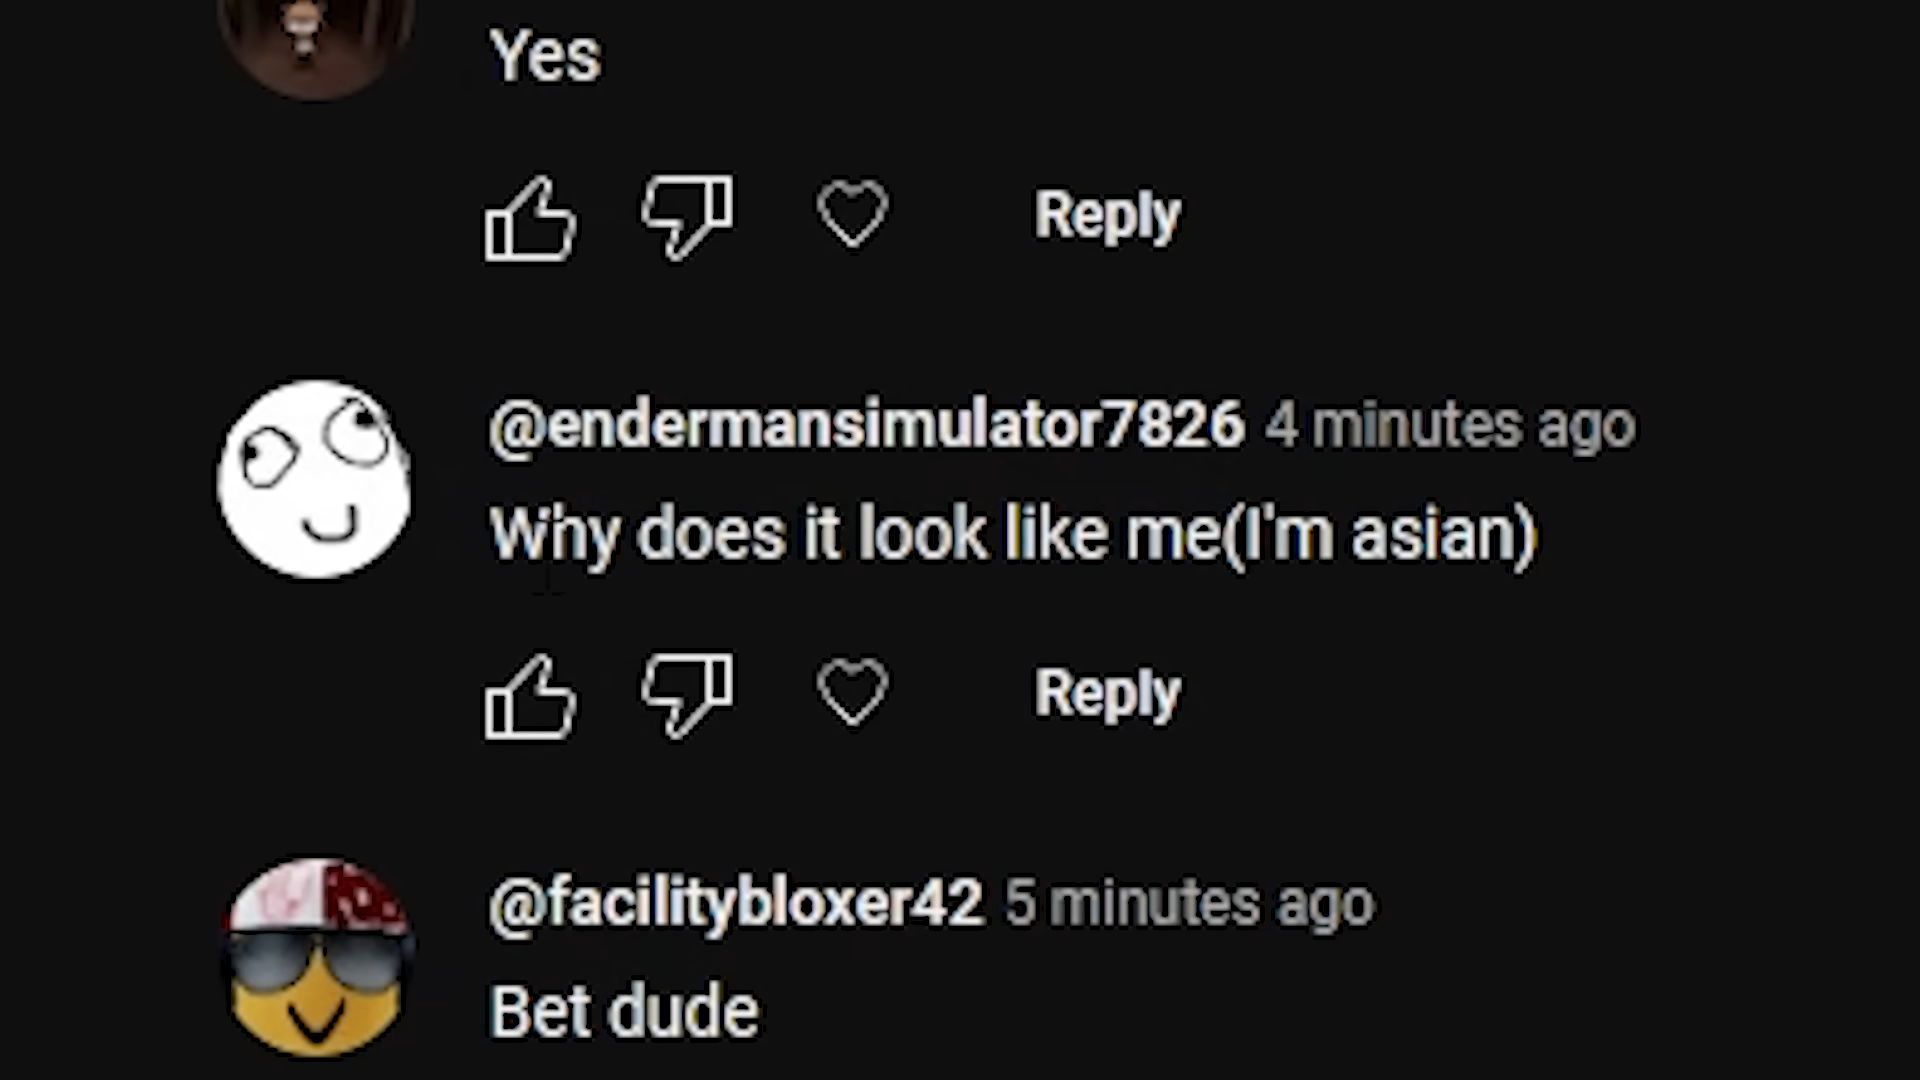 Yes
Reply
@endermansimulator7826 4 minutes ago
Why does it look like me(I'm asian)
Reply
@facilitybloxer42 5 minutes ago
Bet dude